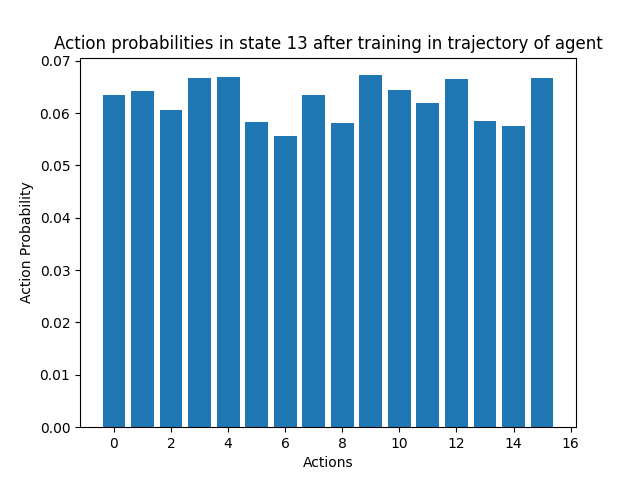 Action probabilities in state 13 after training in trajectory of agent
0.07
0.06
0.05
0.04
0.03
0.02
0.01
0.00
Action Probability
0 2 4 6 8 10 12 14 16
Actions